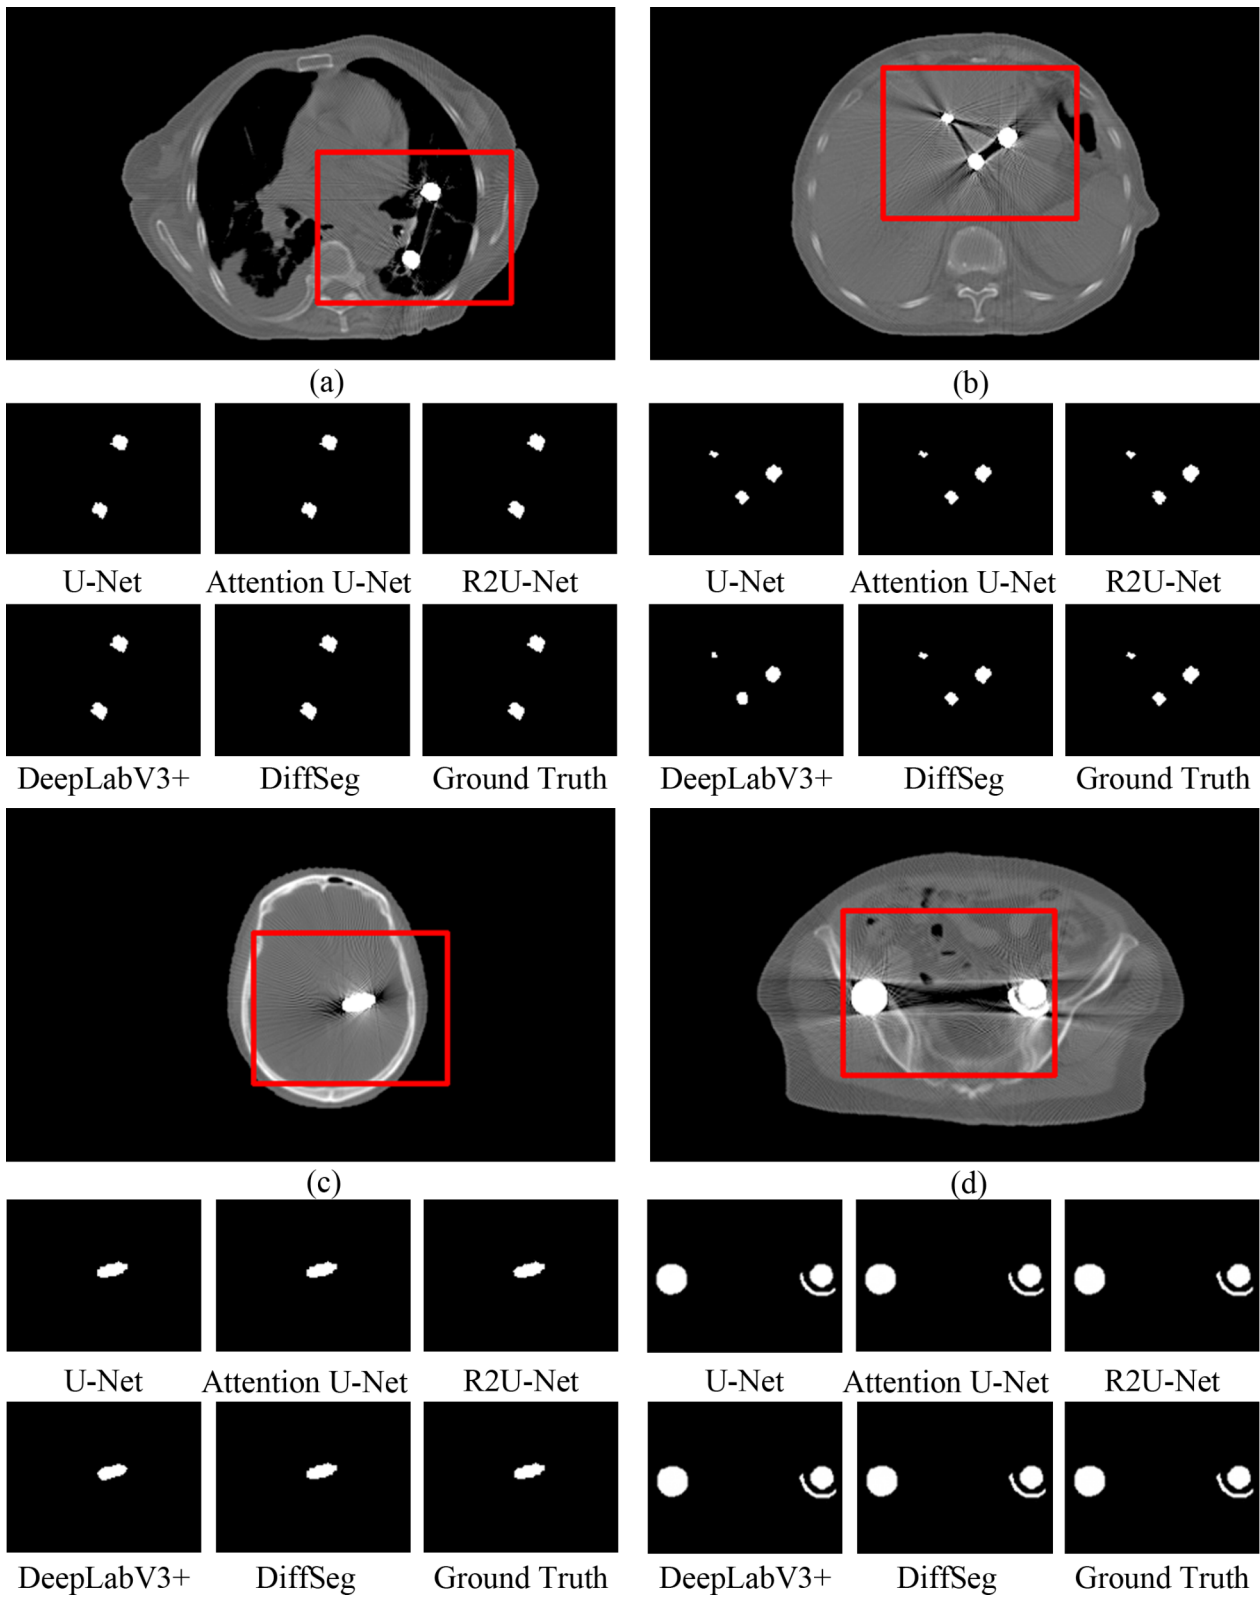 (a) (b)
U-Net Attention U-Net R2U-Net U-Net Attention U-Net R2U-Net
DeepLabV3+ DiffSeg Ground Truth DeepLabV3+ DiffSeg Ground Truth
(c) (d)
U-Net Attention U-Net R2U-Net U-Net Attention U-Net R2U-Net
DeepLabV3+ DiffSeg Ground Truth DeepLabV3+ DiffSeg Ground Truth